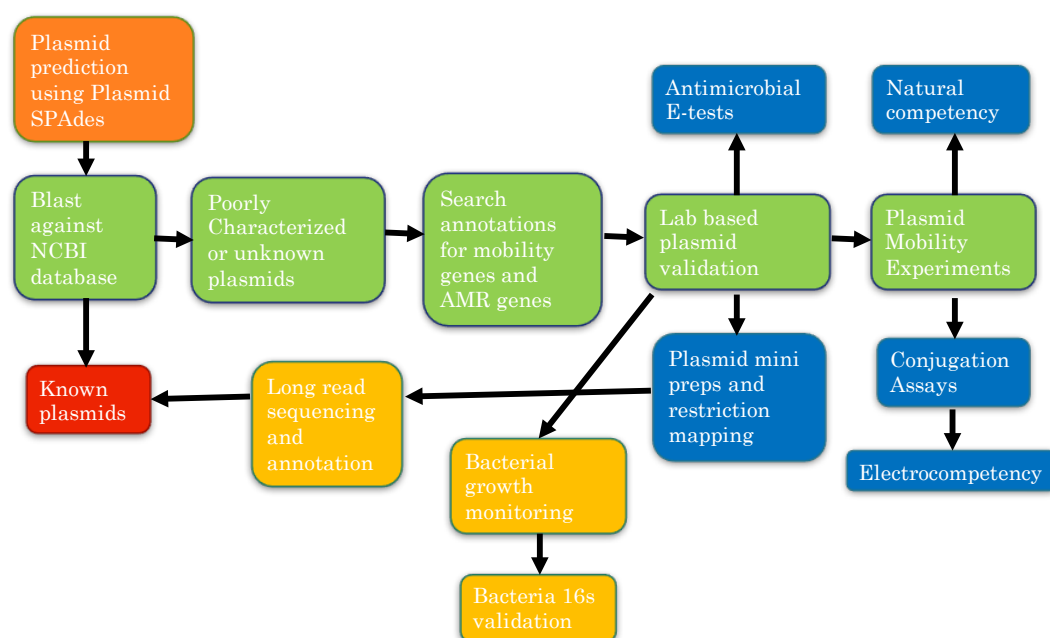 Plasmid
prediction
using Plasmid
SPAdes
Antimicrobial
E-tests
Natural
competency
Blast
against
NCBI
database
Poorly
Characterized
or unknown
plasmids
Search
annotations
for mobility
genes and
AMR genes
Lab based
plasmid
validation
Plasmid
Mobility
Experiments
Known
plasmids
Long read
sequencing
and
annotation
Plasmid mini
preps and
restriction
mapping
Conjugation
Assays
Bacterial
growth
monitoring
Electrocompetency
Bacteria 16s
validation